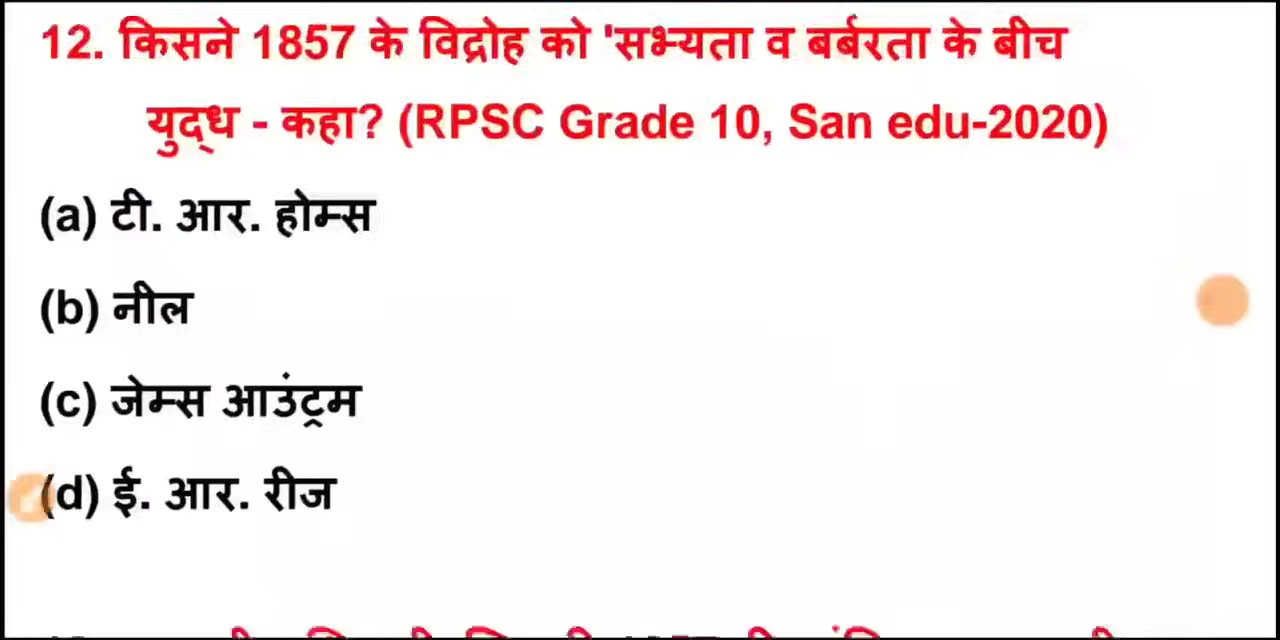 12. किसने 1857 के विद्रोह को 'सभ्यता व बर्बरता के बीच
युद्ध - कहा? (RPSC Grade 10, San edu-2020)
(a) टी. आर. होम्स
(b) नील
(c) जेम्स आउंट्रम
(d) ई. आर. रीज